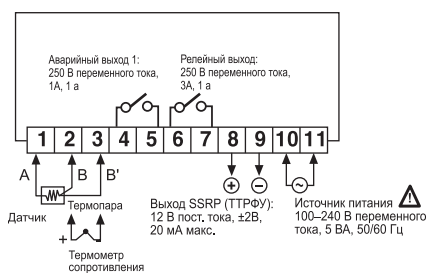 Аварийный выход 1:
250 В переменного тока,
1А, 1 а
Релейный выход:
250 В переменного тока,
3А, 1 а
1 2 3 4 5 6 7 8 9 10 11
A B B'
Датчик
Термопара
+ -
Термометр
сопротивления
+ −
Выход SSRP (ТТРФУ):
12 В пост. тока, ±2В,
20 мА макс.
Источник питания
100–240 В переменного
тока, 5 ВА, 50/60 Гц